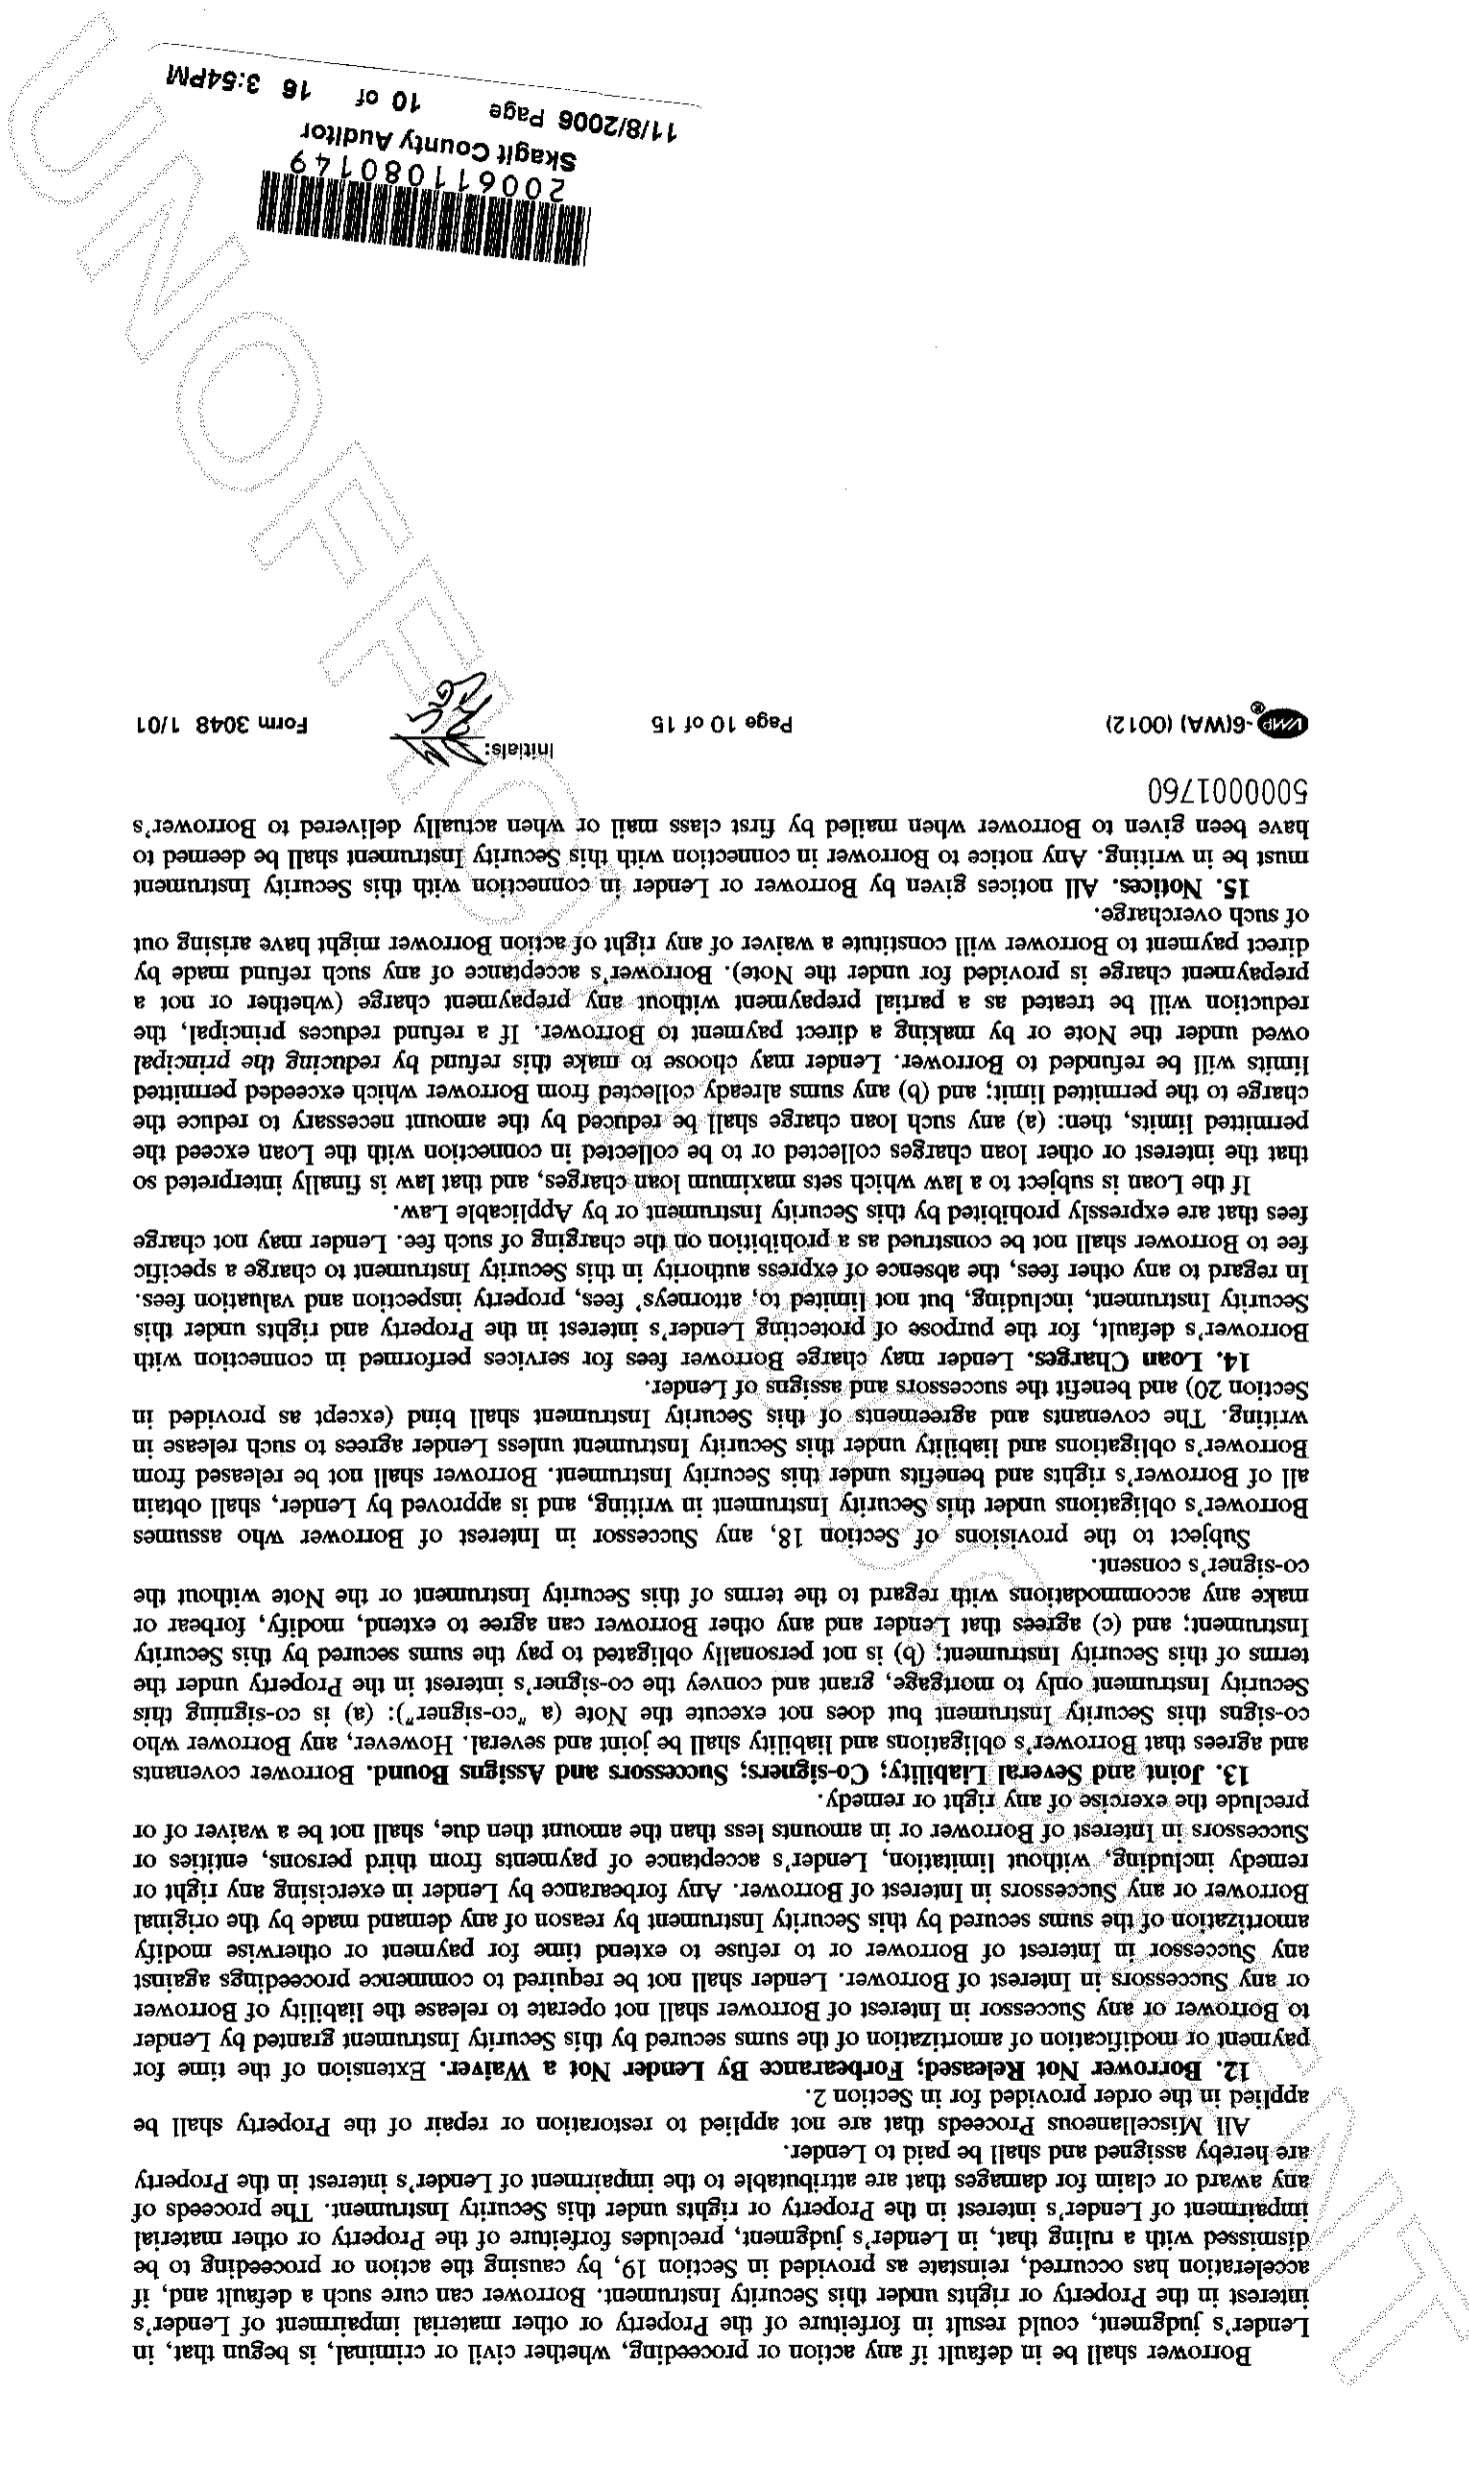 Borrower shall be in default if any action or proceeding, whether civil or criminal, is begun that, in
Lender's judgment, could result in forfeiture of the Property or other material impairment of Lender's
interest in the Property or rights under this Security Instrument. Borrower can cure such a default and, if
acceleration has occurred, reinstate as provided in Section 19, by causing the action or proceeding to be
dismissed with a ruling that, in Lender's judgment, precludes forfeiture of the Property or other material
impairment of Lender's interest in the Property or rights under this Security Instrument. The proceeds of
any award or claim for damages that are attributable to the impairment of Lender's interest in the Property
are hereby assigned and shall be paid to Lender.
All Miscellaneous Proceeds that are not applied to restoration or repair of the Property shall be
applied in the order provided for in Section 2.
12. Borrower Not Released; Forbearance By Lender Not a Waiver. Extension of the time for
payment or modification of amortization of the sums secured by this Security Instrument granted by Lender
to Borrower or any Successor in Interest of Borrower shall not operate to release the liability of Borrower
or any Successors in Interest of Borrower. Lender shall not be required to commence proceedings against
any Successor in Interest of Borrower or to refuse to extend time for payment or otherwise modify
amortization of the sums secured by this Security Instrument by reason of any demand made by the original
Borrower or any Successors in Interest of Borrower. Any forbearance by Lender in exercising any right or
remedy including, without limitation, Lender's acceptance of payments from third persons, entities or
Successors in Interest of Borrower or in amounts less than the amount then due, shall not be a waiver of or
preclude the exercise of any right or remedy.
13. Joint and Several Liability; Co-signers; Successors and Assigns Bound. Borrower covenants
and agrees that Borrower's obligations and liability shall be joint and several. However, any Borrower who
co-signs this Security Instrument but does not execute the Note (a "co-signer"): (a) is co-signing this
Security Instrument only to mortgage, grant and convey the co-signer's interest in the Property under the
terms of this Security Instrument; (b) is not personally obligated to pay the sums secured by this Security
Instrument; and (c) agrees that Lender and any other Borrower can agree to extend, modify, forbear or
make any accommodations with regard to the terms of this Security Instrument or the Note without the
co-signer's consent.
Subject to the provisions of Section 18, any Successor in Interest of Borrower who assumes
Borrower's obligations under this Security Instrument in writing, and is approved by Lender, shall obtain
all of Borrower's rights and benefits under this Security Instrument. Borrower shall not be released from
Borrower's obligations and liability under this Security Instrument unless Lender agrees to such release in
writing. The covenants and agreements of this Security Instrument shall bind (except as provided in
Section 20) and benefit the successors and assigns of Lender.
14. Loan Charges. Lender may charge Borrower fees for services performed in connection with
Borrower's default, for the purpose of protecting Lender's interest in the Property and rights under this
Security Instrument, including, but not limited to, attorneys' fees, property inspection and valuation fees.
In regard to any other fees, the absence of express authority in this Security Instrument to charge a specific
fee to Borrower shall not be construed as a prohibition on the charging of such fee. Lender may not charge
fees that are expressly prohibited by this Security Instrument or by Applicable Law.
If the Loan is subject to a law which sets maximum loan charges, and that law is finally interpreted so
that the interest or other loan charges collected or to be collected in connection with the Loan exceed the
permitted limits, then: (a) any such loan charge shall be reduced by the amount necessary to reduce the
charge to the permitted limit; and (b) any sums already collected from Borrower which exceeded permitted
limits will be refunded to Borrower. Lender may choose to make this refund by reducing the principal
owed under the Note or by making a direct payment to Borrower. If a refund reduces principal, the
reduction will be treated as a partial prepayment without any prepayment charge (whether or not a
prepayment charge is provided for under the Note). Borrower's acceptance of any such refund made by
direct payment to Borrower will constitute a waiver of any right of action Borrower might have arising out
of such overcharge.
15. Notices. All notices given by Borrower or Lender in connection with this Security Instrument
must be in writing. Any notice to Borrower in connection with this Security Instrument shall be deemed to
have been given to Borrower when mailed by first class mail or when actually delivered to Borrower's
5000001760
VMP®-6(WA) (0012) Page 10 of 15 Initials: Form 3048 1/01
200611080149
Skagit County Auditor
11/8/2006 Page 10 of 16 3:54PM
UNOFFICIAL DOCUMENT